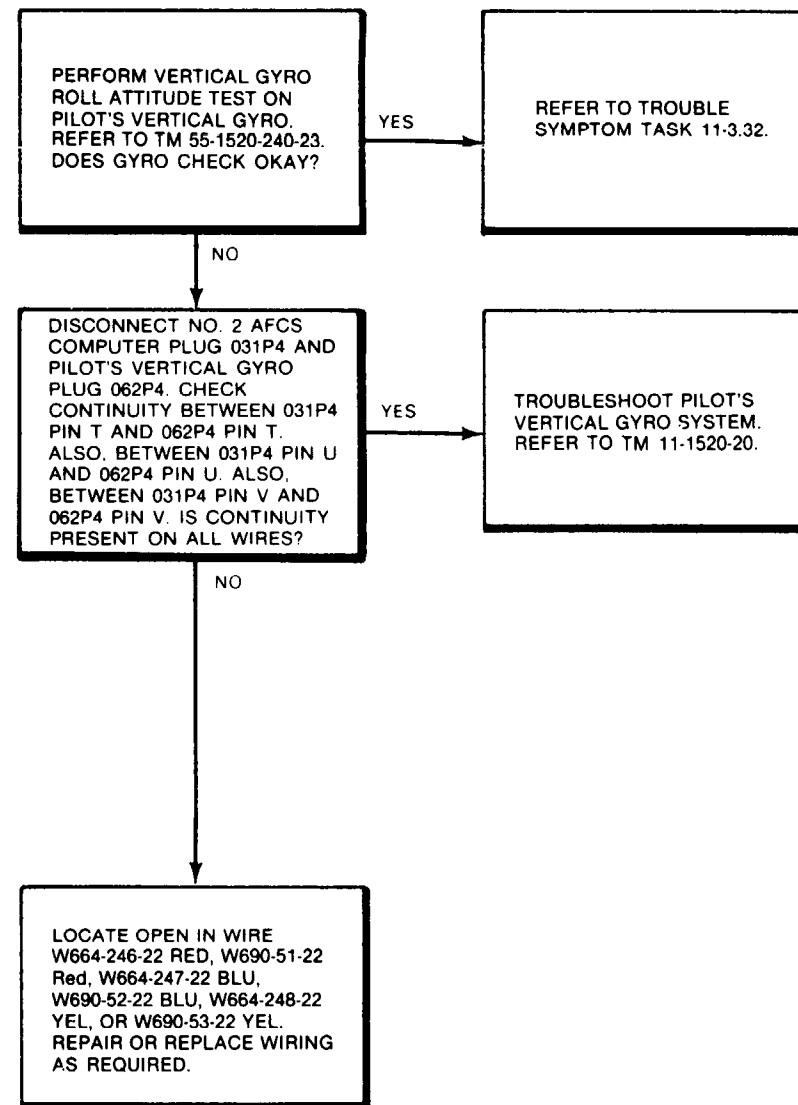 PERFORM VERTICAL GYRO
ROLL ATTITUDE TEST ON
PILOT'S VERTICAL GYRO.
REFER TO TM 55-1520-240-23.
DOES GYRO CHECK OKAY?
YES
REFER TO TROUBLE
SYMPTOM TASK 11-3.32.
NO
DISCONNECT NO. 2 AFCS
COMPUTER PLUG 031P4 AND
PILOT'S VERTICAL GYRO
PLUG 062P4. CHECK
CONTINUITY BETWEEN 031P4
PIN T AND 062P4 PIN T.
ALSO, BETWEEN 031P4 PIN U
AND 062P4 PIN U. ALSO,
BETWEEN 031P4 PIN V AND
062P4 PIN V. IS CONTINUITY
PRESENT ON ALL WIRES?
YES
TROUBLESHOOT PILOT'S
VERTICAL GYRO SYSTEM.
REFER TO TM 11-1520-20.
NO
LOCATE OPEN IN WIRE
W664-246-22 RED, W690-51-22
Red, W664-247-22 BLU,
W690-52-22 BLU, W664-248-22
YEL, OR W690-53-22 YEL.
REPAIR OR REPLACE WIRING
AS REQUIRED.